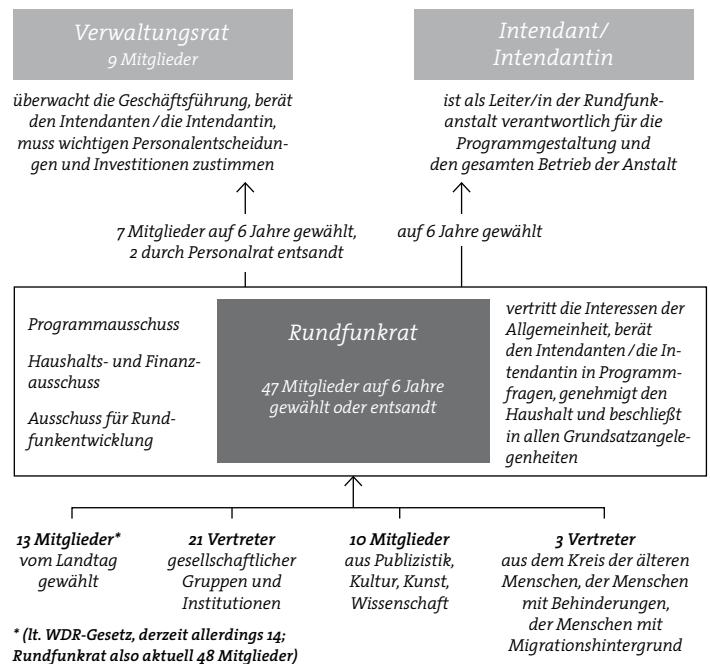 Verwaltungsrat
9 Mitglieder
Intendant/
Intendantin
überwacht die Geschäftsführung, berät
den Intendanten / die Intendantin,
muss wichtigen Personalentscheidun-
gen und Investitionen zustimmen
ist als Leiter/in der Rundfunk-
anstalt verantwortlich für die
Programmgestaltung und
den gesamten Betrieb der Anstalt
7 Mitglieder auf 6 Jahre gewählt,
2 durch Personalrat entsandt
auf 6 Jahre gewählt
Programmausschuss
Haushalts- und Finanz-
ausschuss
Ausschuss für Rund-
funkentwicklung
Rundfunkrat
47 Mitglieder auf 6 Jahre
gewählt oder entsandt
vertritt die Interessen der
Allgemeinheit, berät
den Intendanten / die In-
tendantin in Programm-
fragen, genehmigt den
Haushalt und beschließt
in allen Grundsatzangele-
genheiten
13 Mitglieder*
vom Landtag
gewählt
21 Vertreter
gesellschaftlicher
Gruppen und
Institutionen
10 Mitglieder
aus Publizistik,
Kultur, Kunst,
Wissenschaft
3 Vertreter
aus dem Kreis der älteren
Menschen, der Menschen
mit Behinderungen,
der Menschen mit
Migrationshintergrund
* (lt. WDR-Gesetz, derzeit allerdings 14;
Rundfunkrat also aktuell 48 Mitglieder)